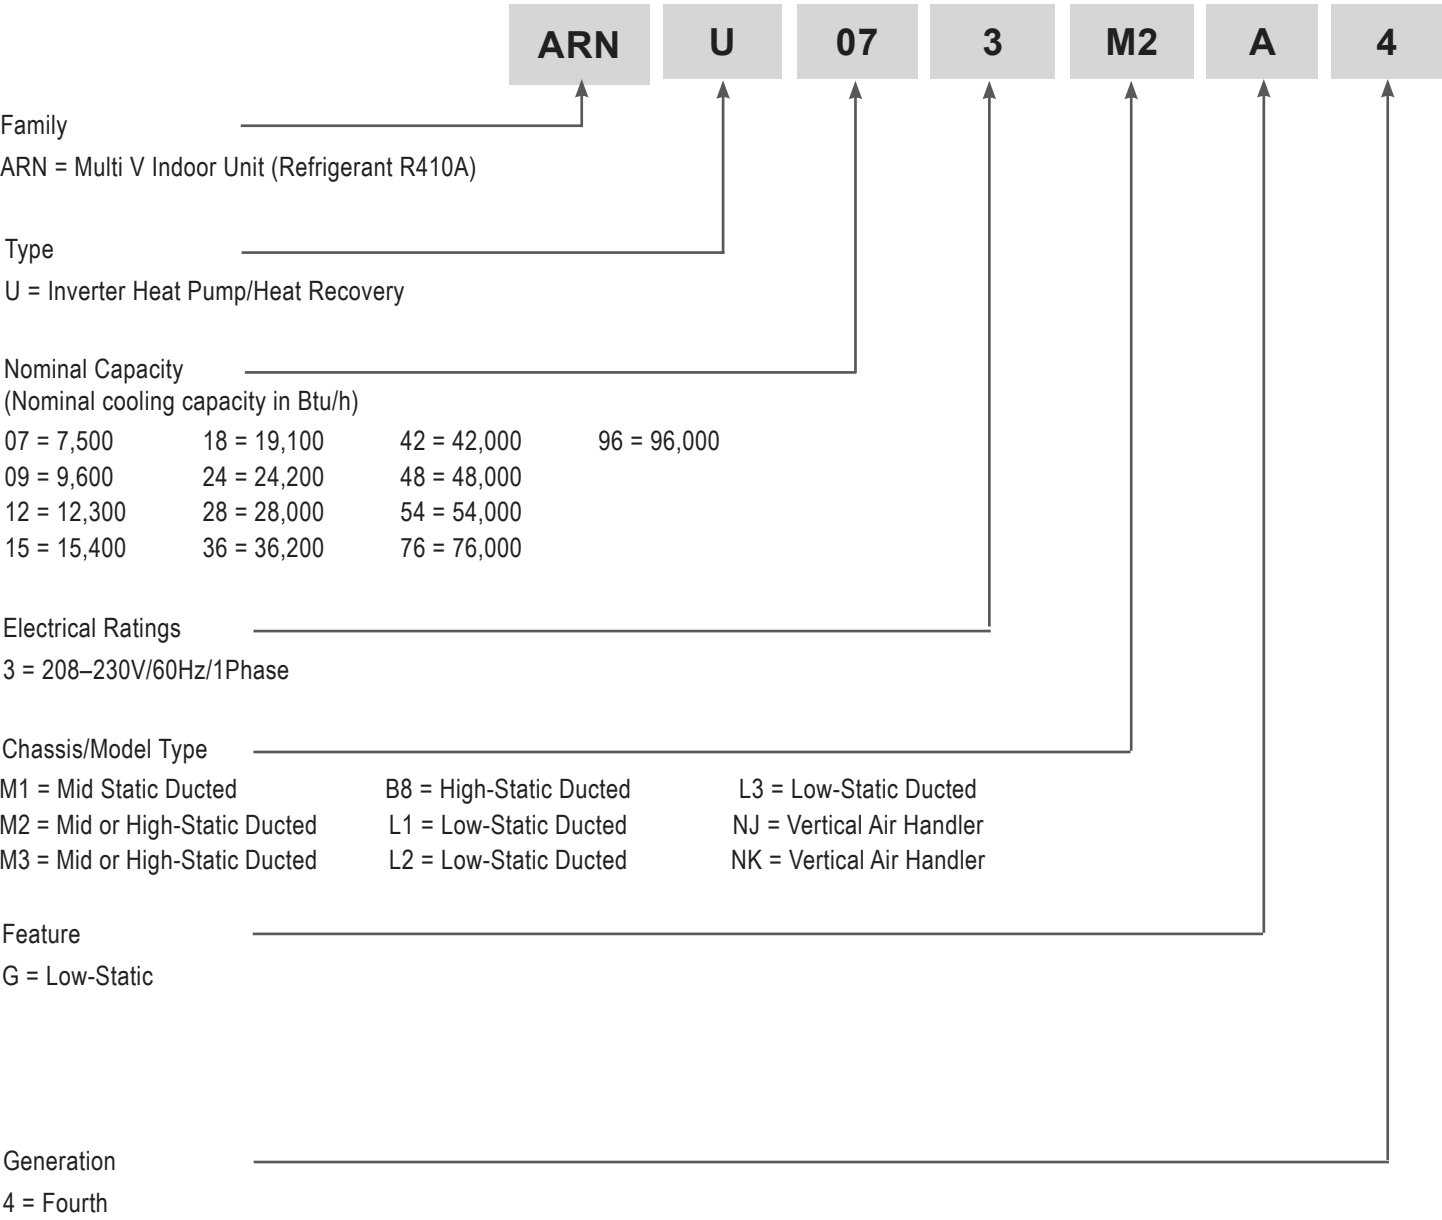 ARN U 07 3 M2 A 4
Family
ARN = Multi V Indoor Unit (Refrigerant R410A)
Type
U = Inverter Heat Pump/Heat Recovery
Nominal Capacity
(Nominal cooling capacity in Btu/h)
07 = 7,500 18 = 19,100 42 = 42,000 96 = 96,000
09 = 9,600 24 = 24,200 48 = 48,000
12 = 12,300 28 = 28,000 54 = 54,000
15 = 15,400 36 = 36,200 76 = 76,000
Electrical Ratings
3 = 208–230V/60Hz/1Phase
Chassis/Model Type
M1 = Mid Static Ducted B8 = High-Static Ducted L3 = Low-Static Ducted
M2 = Mid or High-Static Ducted L1 = Low-Static Ducted NJ = Vertical Air Handler
M3 = Mid or High-Static Ducted L2 = Low-Static Ducted NK = Vertical Air Handler
Feature
G = Low-Static
Generation
4 = Fourth